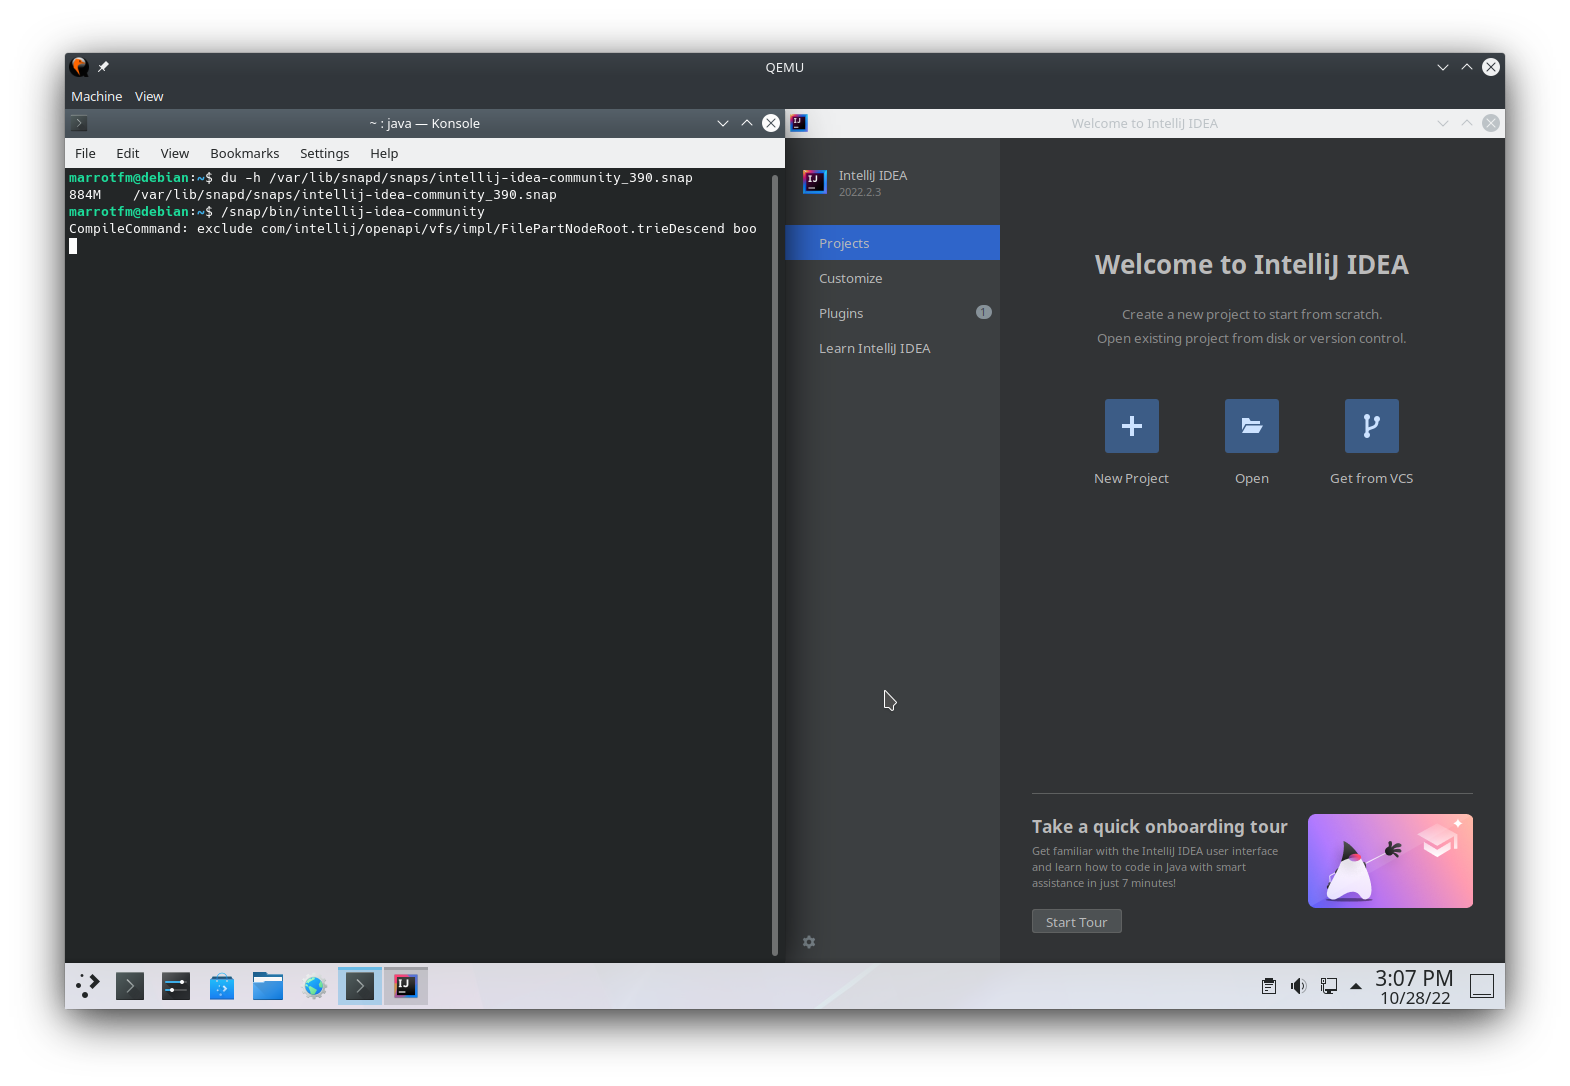 QEMU
Machine View
~ : java — Konsole
File Edit View Bookmarks Settings Help
marrotfm@debian:~$ du -h /var/lib/snapd/snaps/intellij-idea-community_390.snap
884M    /var/lib/snapd/snaps/intellij-idea-community_390.snap
marrotfm@debian:~$ /snap/bin/intellij-idea-community
CompileCommand: exclude com/intellij/openapi/vfs/impl/FilePartNodeRoot.trieDescend boo
Welcome to IntelliJ IDEA
IJ
IntelliJ IDEA
2022.2.3
Projects
Customize
Plugins 1
Learn IntelliJ IDEA
Welcome to IntelliJ IDEA
Create a new project to start from scratch.
Open existing project from disk or version control.
New Project Open Get from VCS
Take a quick onboarding tour
Get familiar with the IntelliJ IDEA user interface
and learn how to code in Java with smart
assistance in just 7 minutes!
Start Tour
IJ
3:07 PM
10/28/22